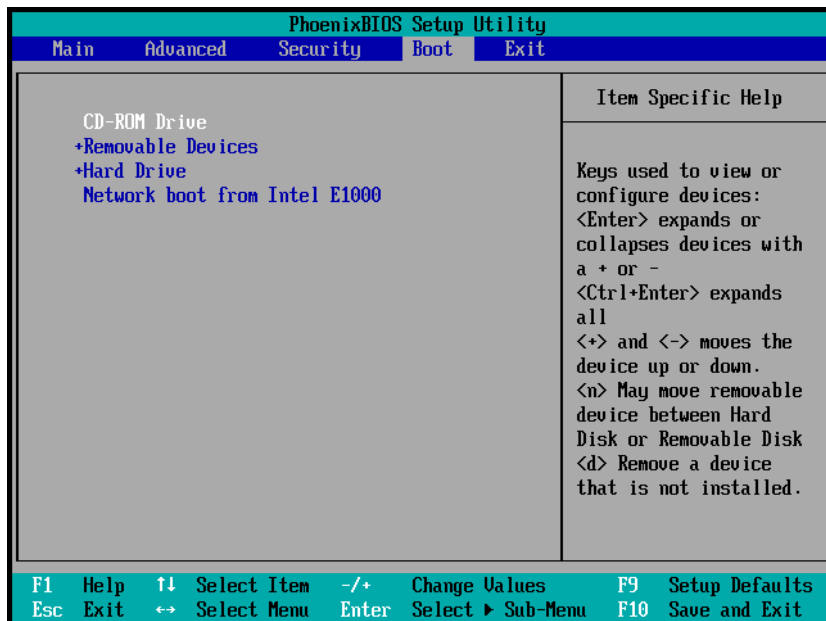 PhoenixBIOS Setup Utility
Main Advanced Security Boot Exit
CD-ROM Drive
+Removable Devices
+Hard Drive
Network boot from Intel E1000
Item Specific Help
Keys used to view or
configure devices:
<Enter> expands or
collapses devices with
a + or -
<Ctrl+Enter> expands
all
<+> and <-> moves the
device up or down.
<n> May move removable
device between Hard
Disk or Removable Disk
<d> Remove a device
that is not installed.
F1 Help ↑↓ Select Item -/+ Change Values F9 Setup Defaults
Esc Exit ↔ Select Menu Enter Select ▶ Sub-Menu F10 Save and Exit